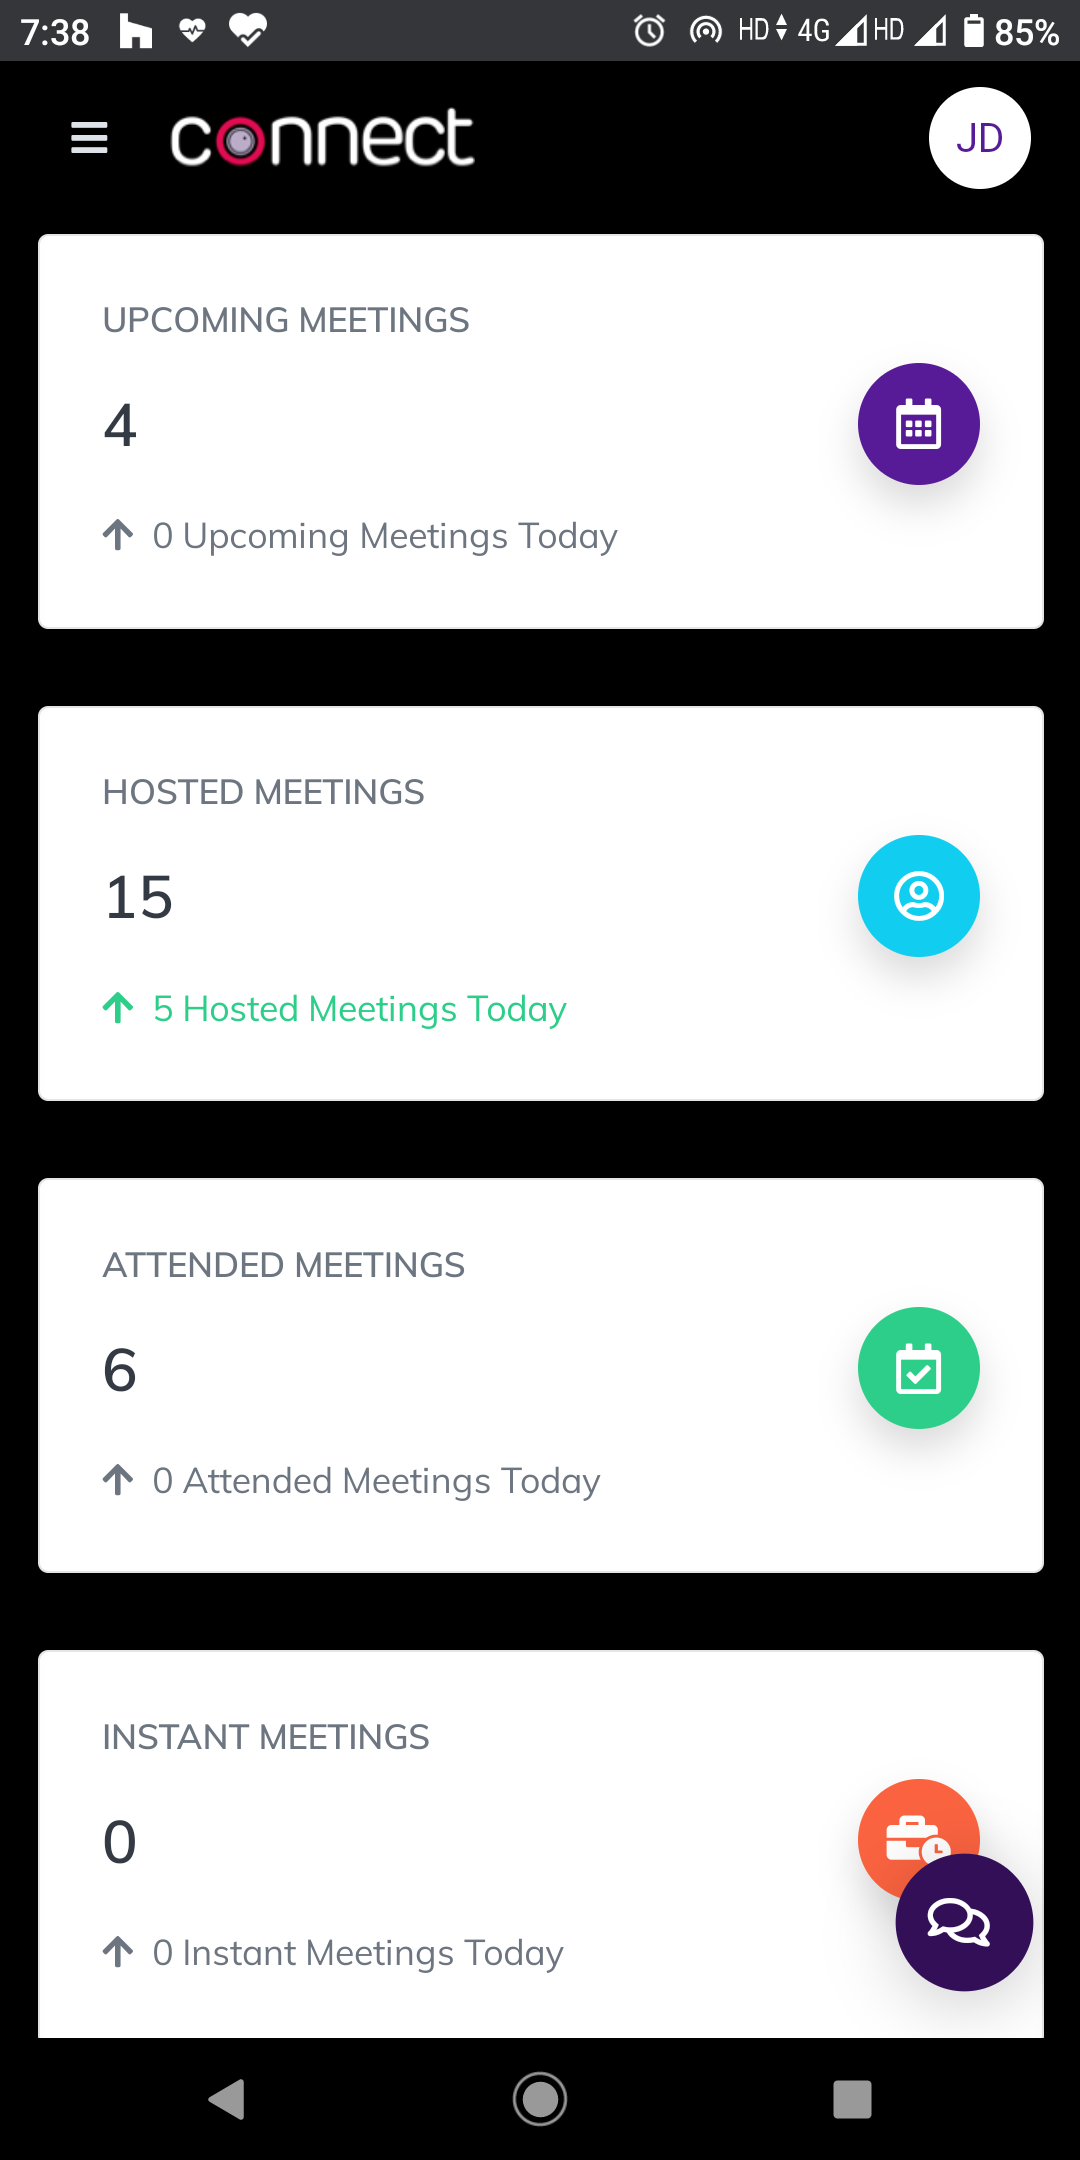 7:38 HD 4G HD 85%
connect JD
UPCOMING MEETINGS
4
0 Upcoming Meetings Today
HOSTED MEETINGS
15
5 Hosted Meetings Today
ATTENDED MEETINGS
6
0 Attended Meetings Today
INSTANT MEETINGS
0
0 Instant Meetings Today